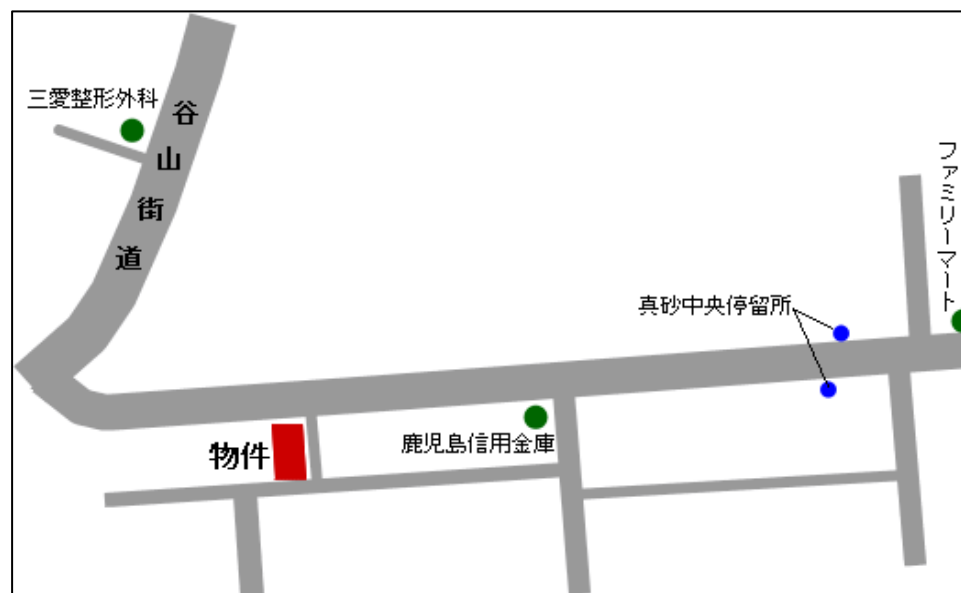 三愛整形外科
谷山街道
ファミリーマート
真砂中央停留所
鹿児島信用金庫
物件